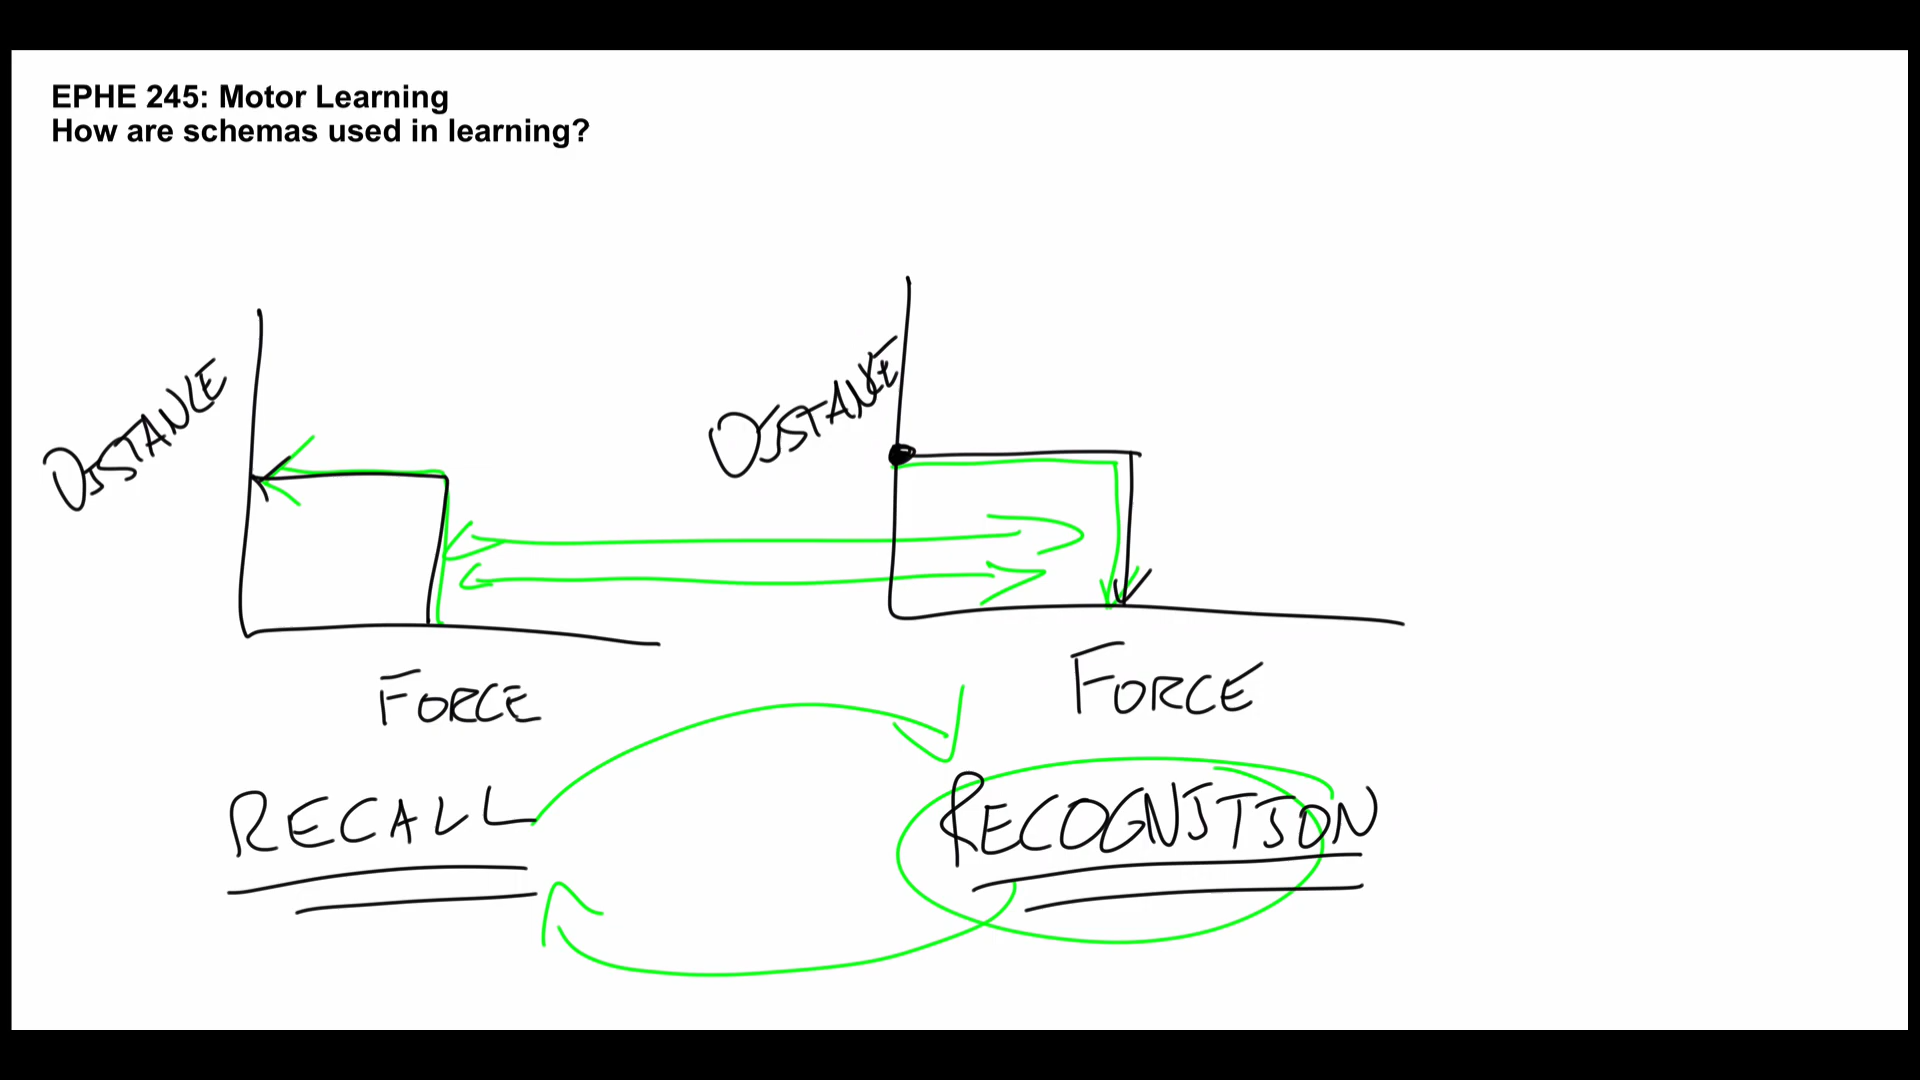 EPHE 245: Motor Learning
How are schemas used in learning?
DISTANCE
DISTANCE
FORCE
FORCE
RECALL
RECOGNITION